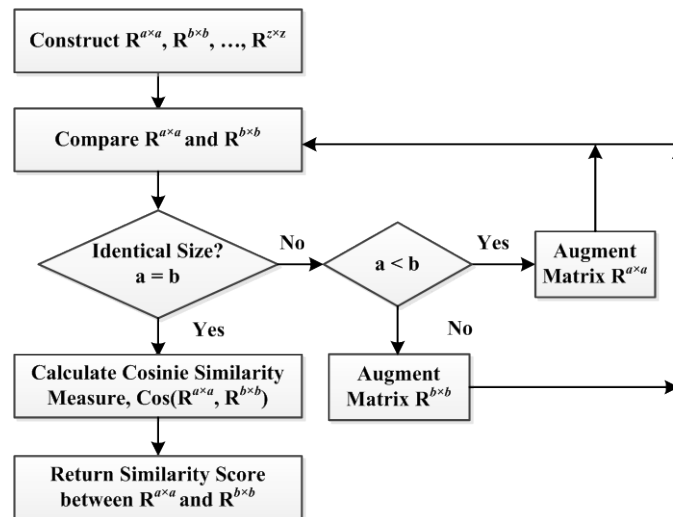 Construct R^{a×a}, R^{b×b}, …, R^{z×z}
Compare R^{a×a} and R^{b×b}
Identical Size?
a = b
No
a < b
Yes
Augment
Matrix R^{a×a}
Yes
No
Calculate Cosinie Similarity
Measure, Cos(R^{a×a}, R^{b×b})
Augment
Matrix R^{b×b}
Return Similarity Score
between R^{a×a} and R^{b×b}